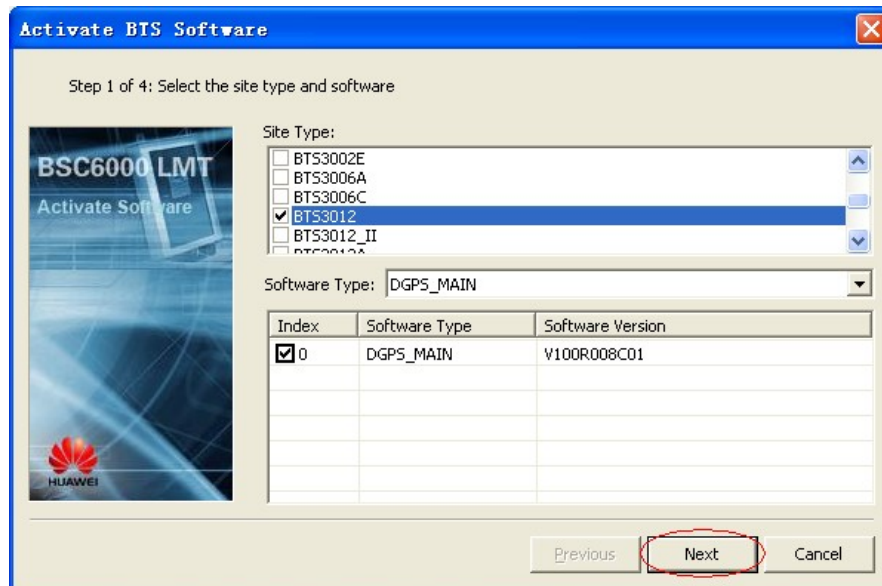 Activate BTS Software
Step 1 of 4: Select the site type and software
BSC6000 LMT
Activate Software
HUAWEI
Site Type:
BTS3002E
BTS3006A
BTS3006C
BTS3012
BTS3012_II
BTS3012A
Software Type: DGPS_MAIN
Index Software Type Software Version
0 DGPS_MAIN V100R008C01
Previous Next Cancel